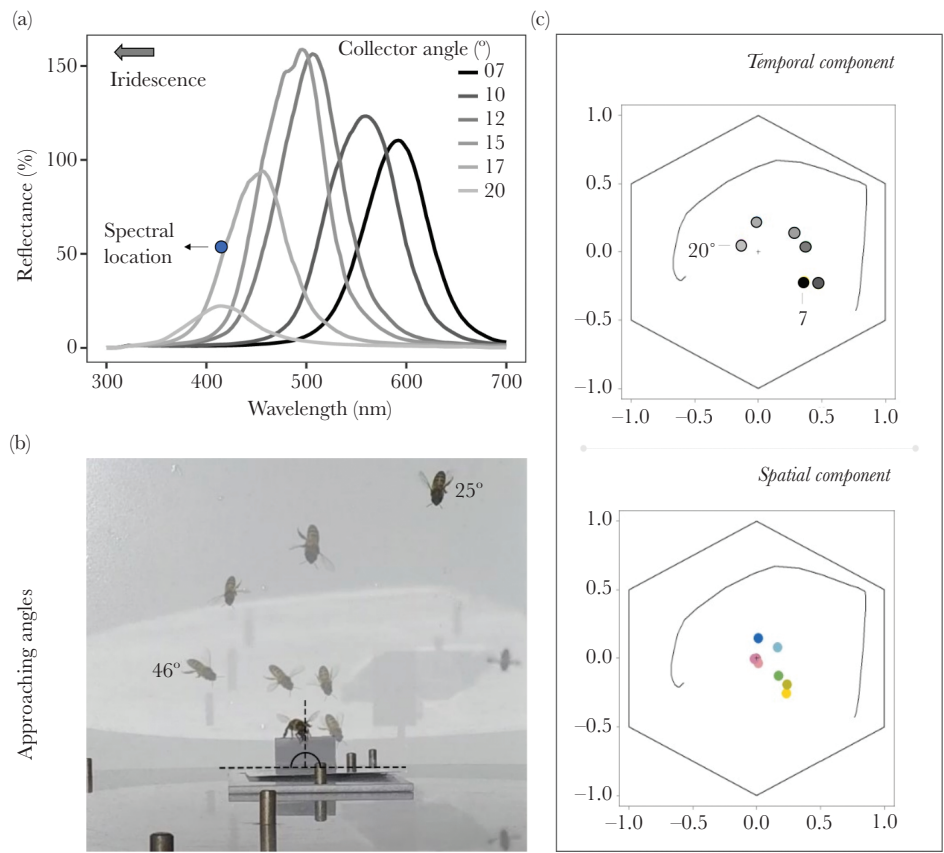 (a)
150
100
50
0
Reflectance (%)
Iridescence
Spectral
location
Collector angle (º)
07
10
12
15
17
20
300 400 500 600 700
Wavelength (nm)
(b)
Approaching angles
25º
46º
(c)
Temporal component
1.0
0.5
0.0
−0.5
−1.0
20°
7
−1.0 −0.5 0.0 0.5 1.0
Spatial component
1.0
0.5
0.0
−0.5
−1.0
−1.0 −0.5 0.0 0.5 1.0